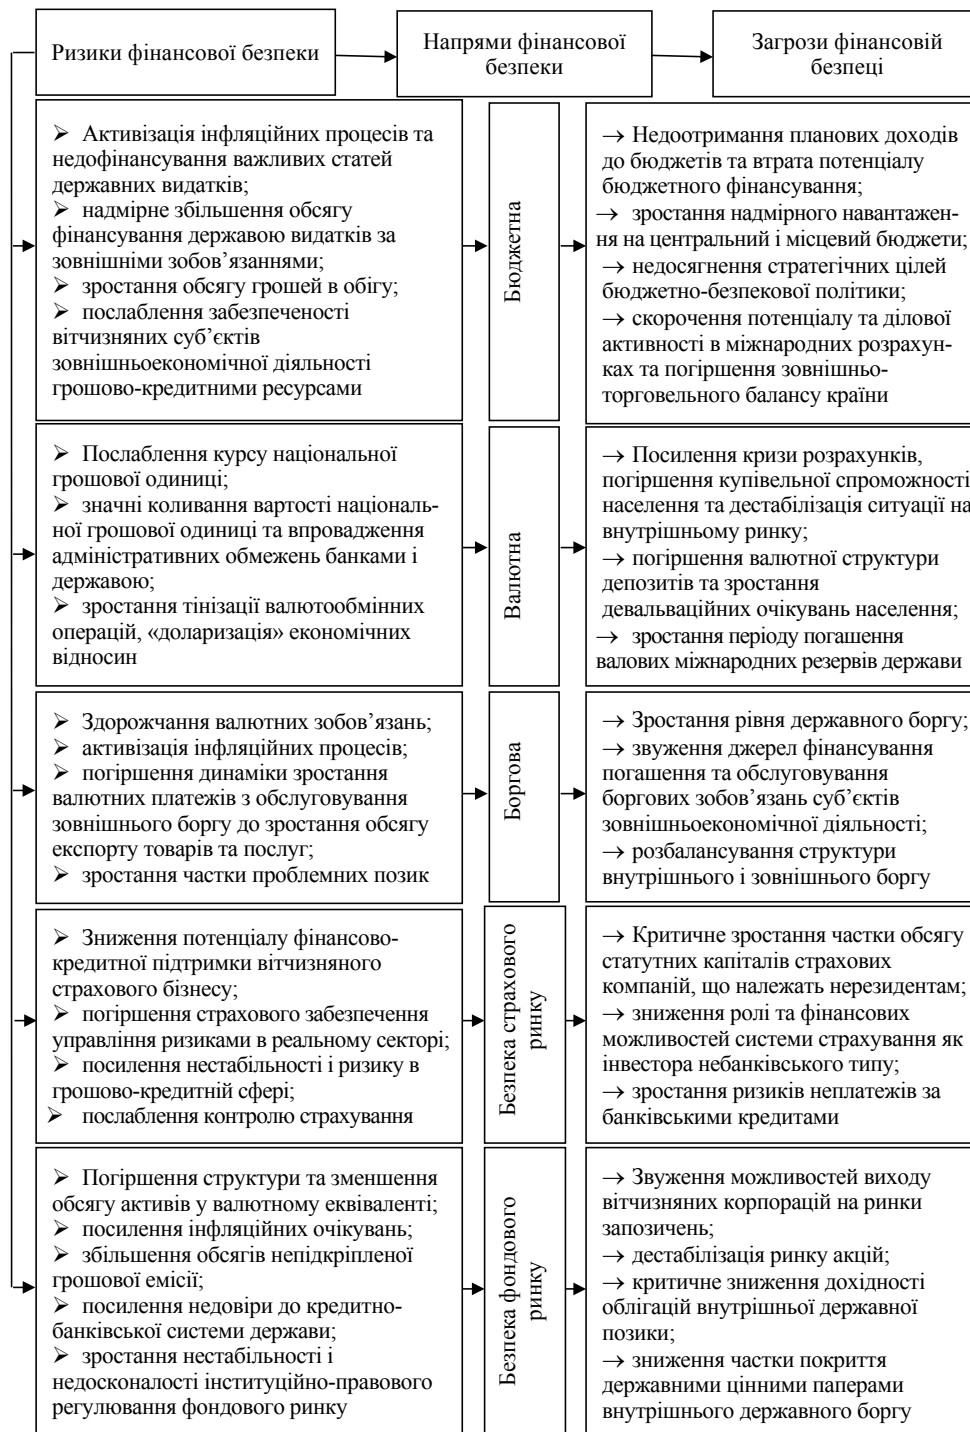 Ризики фінансової безпеки
Напрями фінансової
безпеки
Загрози фінансовій
безпеці
➢ Активізація інфляційних процесів та
недофінансування важливих статей
державних видатків;
➢ надмірне збільшення обсягу
фінансування державою видатків за
зовнішніми зобов’язаннями;
➢ зростання обсягу грошей в обігу;
➢ послаблення забезпеченості
вітчизняних суб’єктів
зовнішньоекономічної діяльності
грошово-кредитними ресурсами
Бюджетна
→ Недоотримання планових доходів
до бюджетів та втрата потенціалу
бюджетного фінансування;
→ зростання надмірного навантажен-
ня на центральний і місцевий бюджети;
→ недосягнення стратегічних цілей
бюджетно-безпекової політики;
→ скорочення потенціалу та ділової
активності в міжнародних розрахун-
ках та погіршення зовнішньо-
торговельного балансу країни
➢ Послаблення курсу національної
грошової одиниці;
➢ значні коливання вартості національ-
ної грошової одиниці та впровадження
адміністративних обмежень банками і
державою;
➢ зростання тінізації валютообмінних
операцій, «доларизація» економічних
відносин
Валютна
→ Посилення кризи розрахунків,
погіршення купівельної спроможності
населення та дестабілізація ситуації на
внутрішньому ринку;
→ погіршення валютної структури
депозитів та зростання
девальваційних очікувань населення;
→ зростання періоду погашення
валових міжнародних резервів держави
➢ Здорожчання валютних зобов’язань;
➢ активізація інфляційних процесів;
➢ погіршення динаміки зростання
валютних платежів з обслуговування
зовнішнього боргу до зростання обсягу
експорту товарів та послуг;
➢ зростання частки проблемних позик
Боргова
→ Зростання рівня державного боргу;
→ звуження джерел фінансування
погашення та обслуговування
боргових зобов’язань суб’єктів
зовнішньоекономічної діяльності;
→ розбалансування структури
внутрішнього і зовнішнього боргу
➢ Зниження потенціалу фінансово-
кредитної підтримки вітчизняного
страхового бізнесу;
➢ погіршення страхового забезпечення
управління ризиками в реальному секторі;
➢ посилення нестабільності і ризику в
грошово-кредитній сфері;
➢ послаблення контролю страхування
Безпека страхового
ринку
→ Критичне зростання частки обсягу
статутних капіталів страхових
компаній, що належать нерезидентам;
→ зниження ролі та фінансових
можливостей системи страхування як
інвестора небанківського типу;
→ зростання ризиків неплатежів за
банківськими кредитами
➢ Погіршення структури та зменшення
обсягу активів у валютному еквіваленті;
➢ посилення інфляційних очікувань;
➢ збільшення обсягів непідкріпленої
грошової емісії;
➢ посилення недовіри до кредитно-
банківської системи держави;
➢ зростання нестабільності і
недосконалості інституційно-правового
регулювання фондового ринку
Безпека фондового
ринку
→ Звуження можливостей виходу
вітчизняних корпорацій на ринки
запозичень;
→ дестабілізація ринку акцій;
→ критичне зниження дохідності
облігацій внутрішньої державної
позики;
→ зниження частки покриття
державними цінними паперами
внутрішнього державного боргу